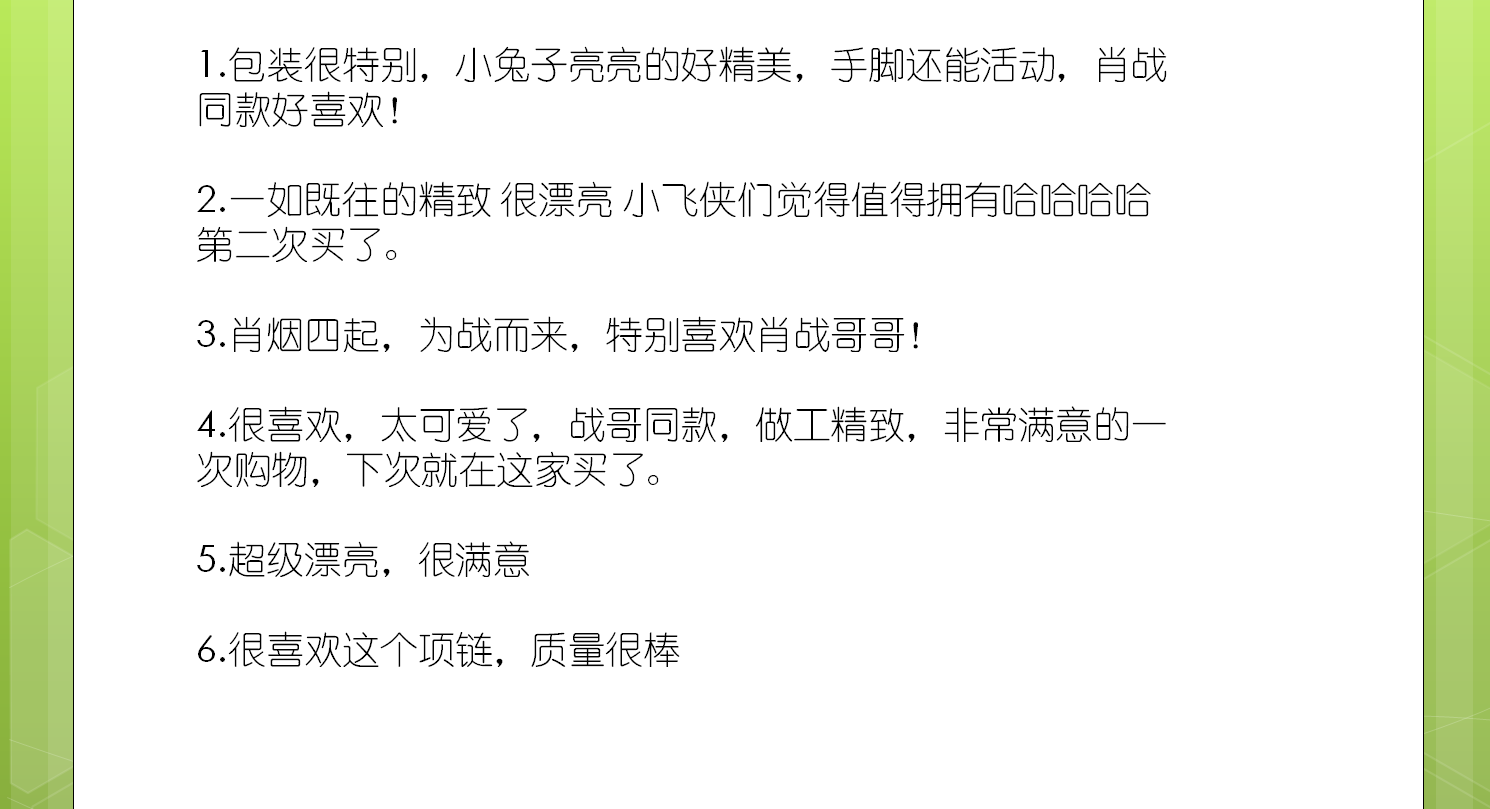 1.包装很特别，小兔子亮亮的好精美，手脚还能活动，肖战
同款好喜欢！
2.一如既往的精致 很漂亮 小飞侠们觉得值得拥有哈哈哈哈
第二次买了。
3.肖烟四起，为战而来，特别喜欢肖战哥哥！
4.很喜欢，太可爱了，战哥同款，做工精致，非常满意的一
次购物，下次就在这家买了。
5.超级漂亮，很满意
6.很喜欢这个项链，质量很棒